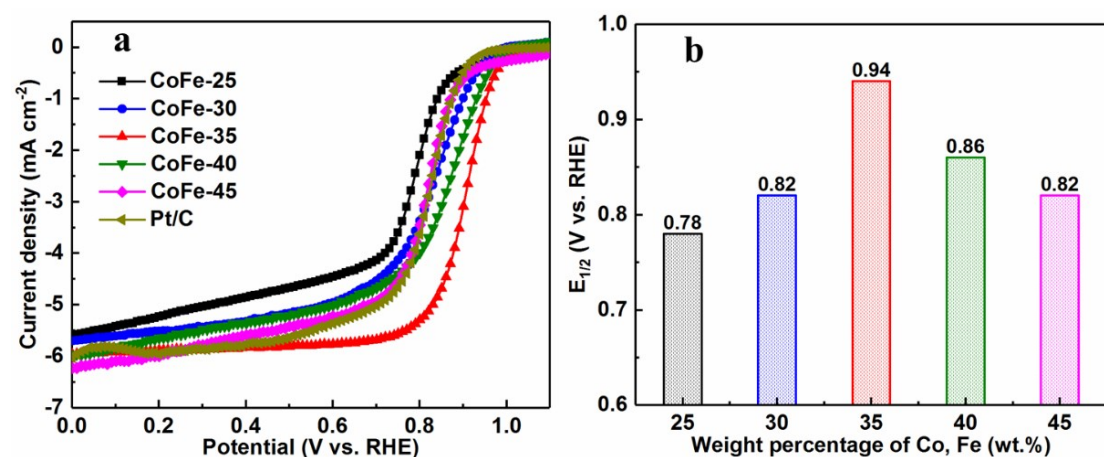 a
CoFe-25
CoFe-30
CoFe-35
CoFe-40
CoFe-45
Pt/C
Current density (mA cm-2)
0
-1
-2
-3
-4
-5
-6
-7
0.0 0.2 0.4 0.6 0.8 1.0
Potential (V vs. RHE)
b
E1/2 (V vs. RHE)
1.0
0.9
0.8
0.7
0.6
0.78
0.82
0.94
0.86
0.82
25 30 35 40 45
Weight percentage of Co, Fe (wt.%)